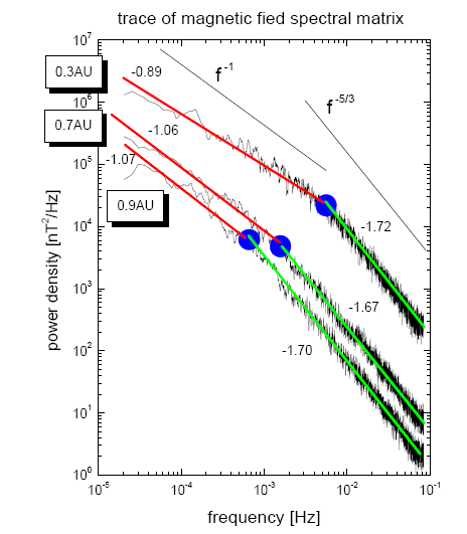 trace of magnetic fied spectral matrix
10^7
0.3AU
-0.89
f^-1
10^6
f^-5/3
0.7AU
-1.06
10^5
-1.07
0.9AU
-1.72
10^4
power density [nT^2/Hz]
10^3
-1.67
-1.70
10^2
10^1
10^0
10^-5 10^-4 10^-3 10^-2 10^-1
frequency [Hz]